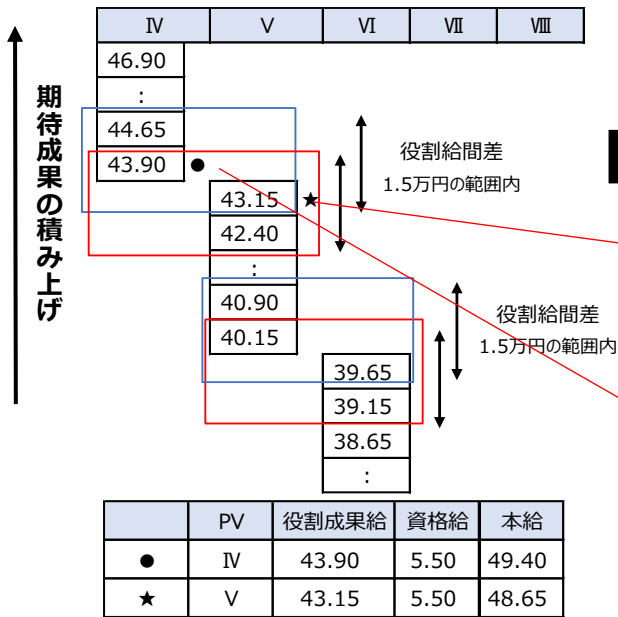 Ⅳ Ⅴ Ⅵ Ⅶ Ⅷ
46.90
:
44.65
43.90 ●
43.15 ★
42.40
:
40.90
40.15
39.65
39.15
38.65
:
期待成果の積み上げ
役割給間差
1.5万円の範囲内
役割給間差
1.5万円の範囲内
PV 役割成果給 資格給 本給
● Ⅳ 43.90 5.50 49.40
★ Ⅴ 43.15 5.50 48.65